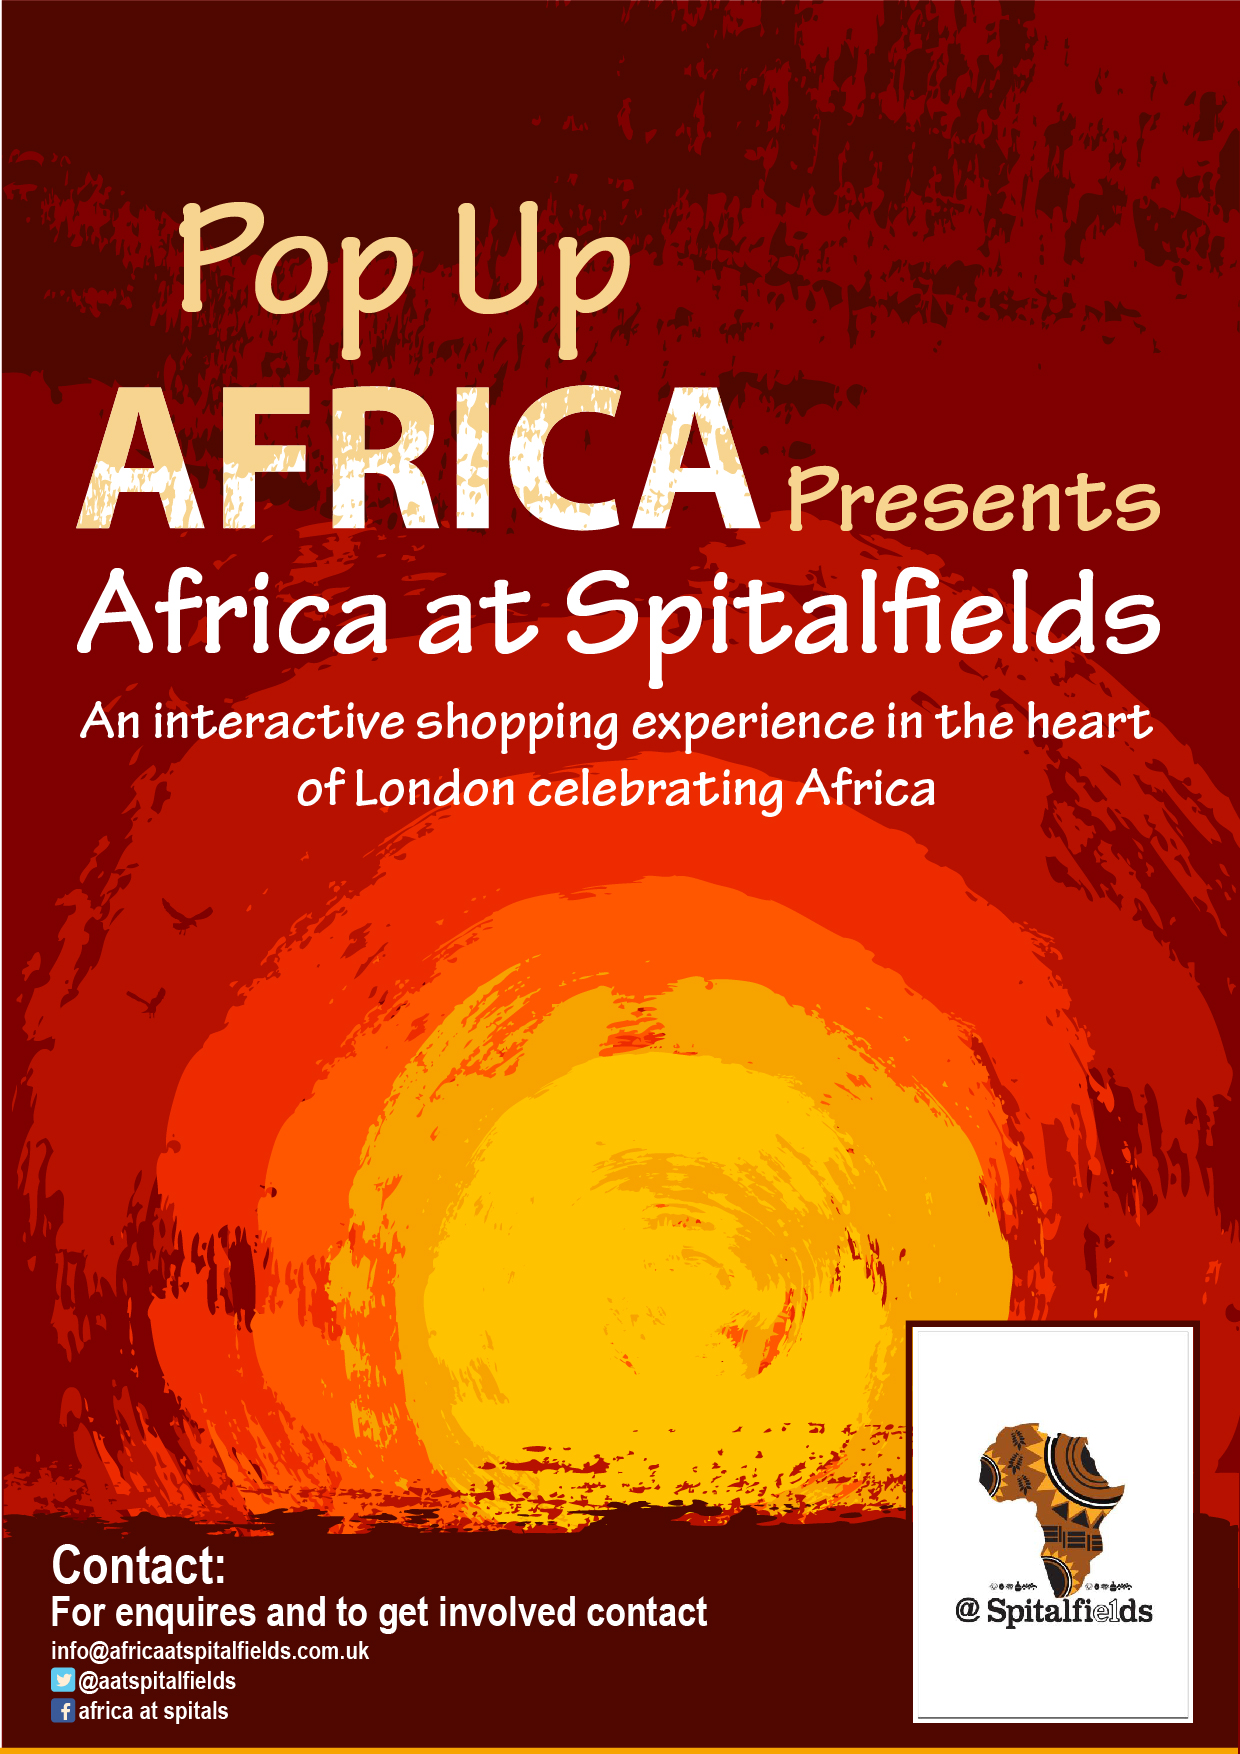 Pop Up
AFRICA Presents
Africa at Spitalfields
An interactive shopping experience in the heart
of London celebrating Africa
Contact:
For enquires and to get involved contact
info@africaatspitalfields.com.uk
@aatspitalfields
africa at spitals
@ Spitalfields